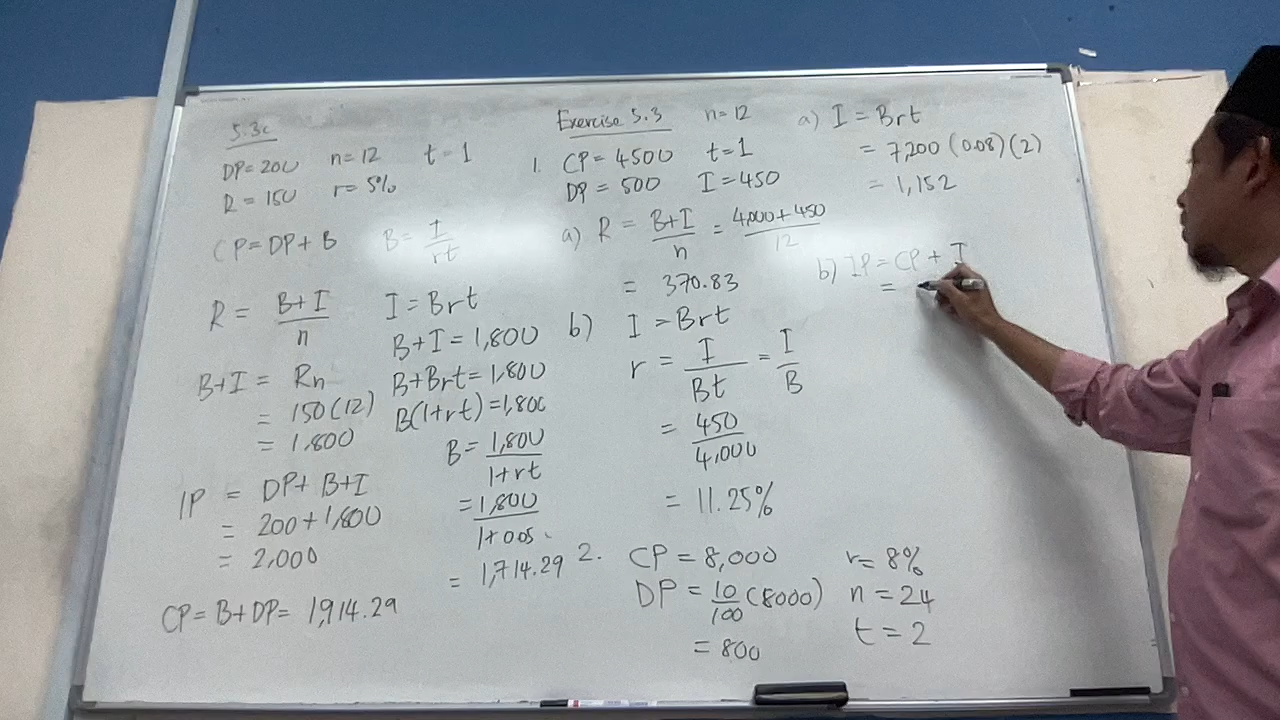 5.3c
DP=200 n=12 t=1
R = 150 r=5%
CP=DP+B B=I/rt
R = B+I/n I=Brt
B+I=1,800
B+I = Rn B+Brt=1,800
= 150(12) B(1+rt)=1,800
= 1,800 B=1,800/1+rt
IP = DP+B+I =1,800/1+0.05
= 200+1,800
= 2,000 = 1,714.29
CP=B+DP= 1,914.29
Exercise 5.3 n=12
1. CP=4500 t=1
DP=500 I=450
a) R = B+I/n = 4,000+450/12
= 370.83
b) I=Brt
r = I/Bt = I/B
= 450/4,000
= 11.25%
2. CP=8,000 r=8%
DP=10/100(8000) n=24
=800 t=2
a) I=Brt
= 7,200(0.08)(2)
= 1,152
b) IP=CP+I
=